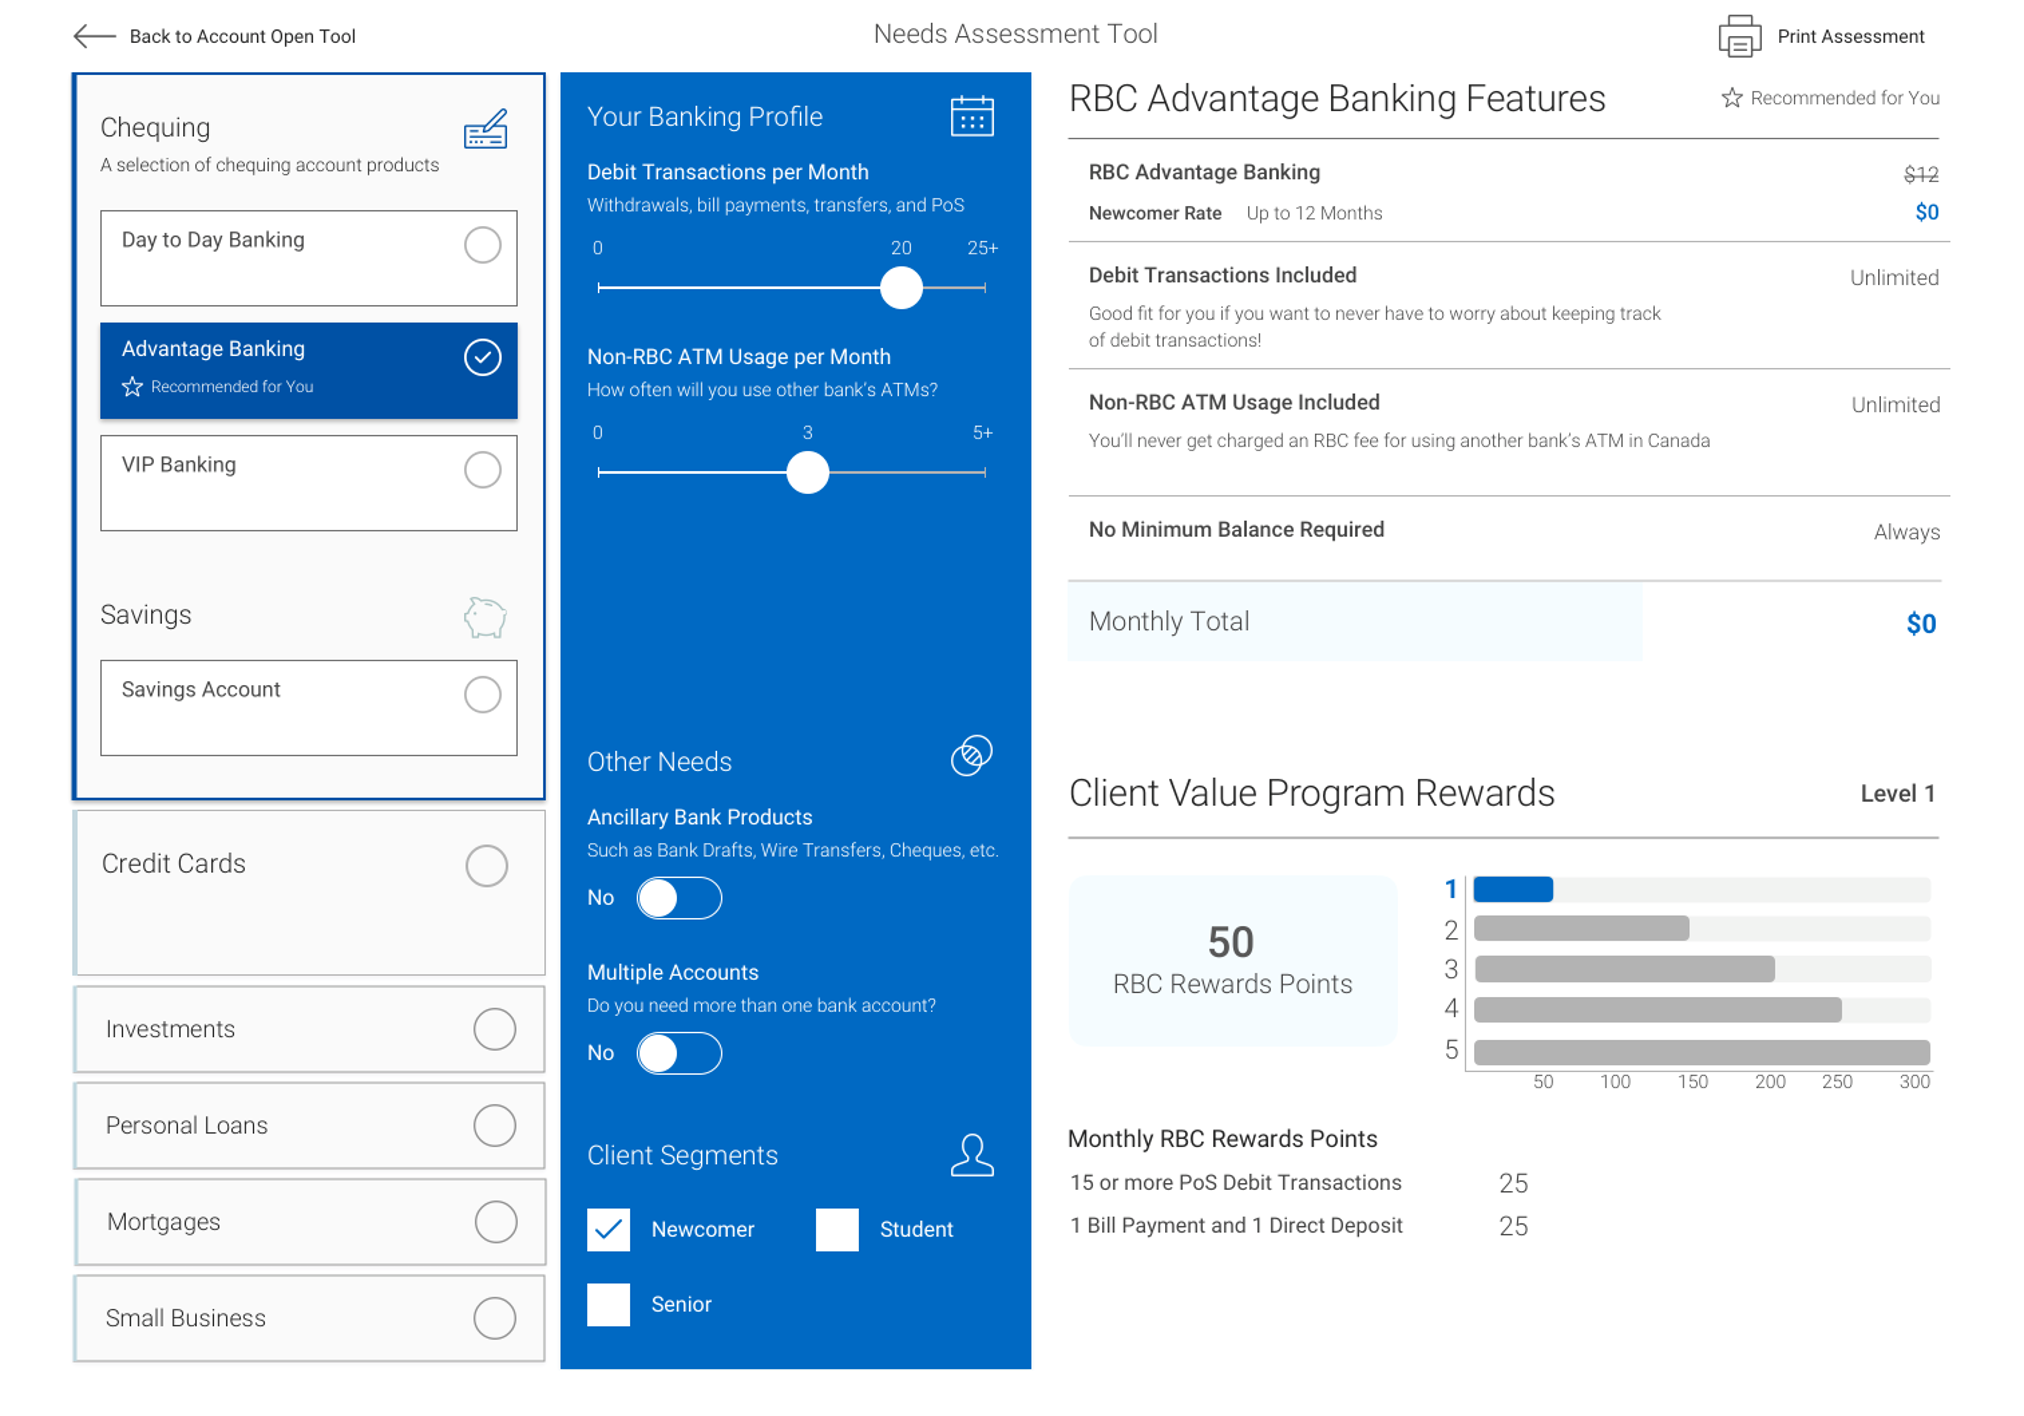 Back to Account Open Tool
Needs Assessment Tool
Print Assessment
Chequing
A selection of chequing account products
Day to Day Banking
Advantage Banking
Recommended for You
VIP Banking
Savings
Savings Account
Credit Cards
Investments
Personal Loans
Mortgages
Small Business
Your Banking Profile
Debit Transactions per Month
Withdrawals, bill payments, transfers, and PoS
0 20 25+
Non-RBC ATM Usage per Month
How often will you use other bank's ATMs?
0 3 5+
Other Needs
Ancillary Bank Products
Such as Bank Drafts, Wire Transfers, Cheques, etc.
No
Multiple Accounts
Do you need more than one bank account?
No
Client Segments
Newcomer Student
Senior
RBC Advantage Banking Features Recommended for You
RBC Advantage Banking $12
Newcomer Rate Up to 12 Months $0
Debit Transactions Included Unlimited
Good fit for you if you want to never have to worry about keeping track
of debit transactions!
Non-RBC ATM Usage Included Unlimited
You'll never get charged an RBC fee for using another bank's ATM in Canada
No Minimum Balance Required Always
Monthly Total $0
Client Value Program Rewards Level 1
50
RBC Rewards Points
1
2
3
4
5
50 100 150 200 250 300
Monthly RBC Rewards Points
15 or more PoS Debit Transactions 25
1 Bill Payment and 1 Direct Deposit 25